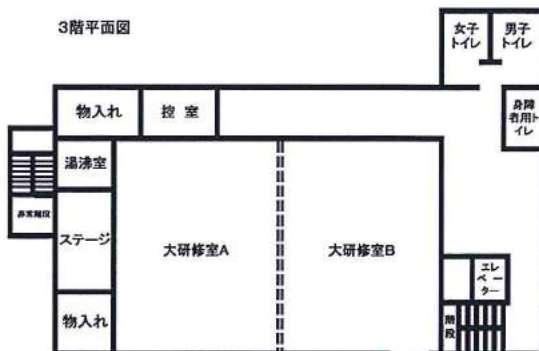 3階平面図
女子
トイレ
男子
トイレ
物入れ
控 室
身障
者用ト
イレ
湯沸室
非常階段
ステージ
大研修室A
大研修室B
エレ
ベー
ター
物入れ
階
段